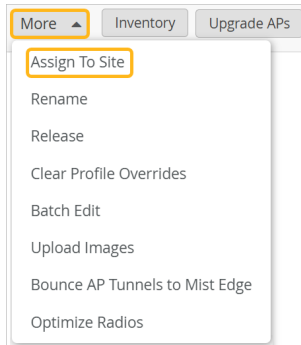 More Inventory Upgrade APs
Assign To Site
Rename
Release
Clear Profile Overrides
Batch Edit
Upload Images
Bounce AP Tunnels to Mist Edge
Optimize Radios